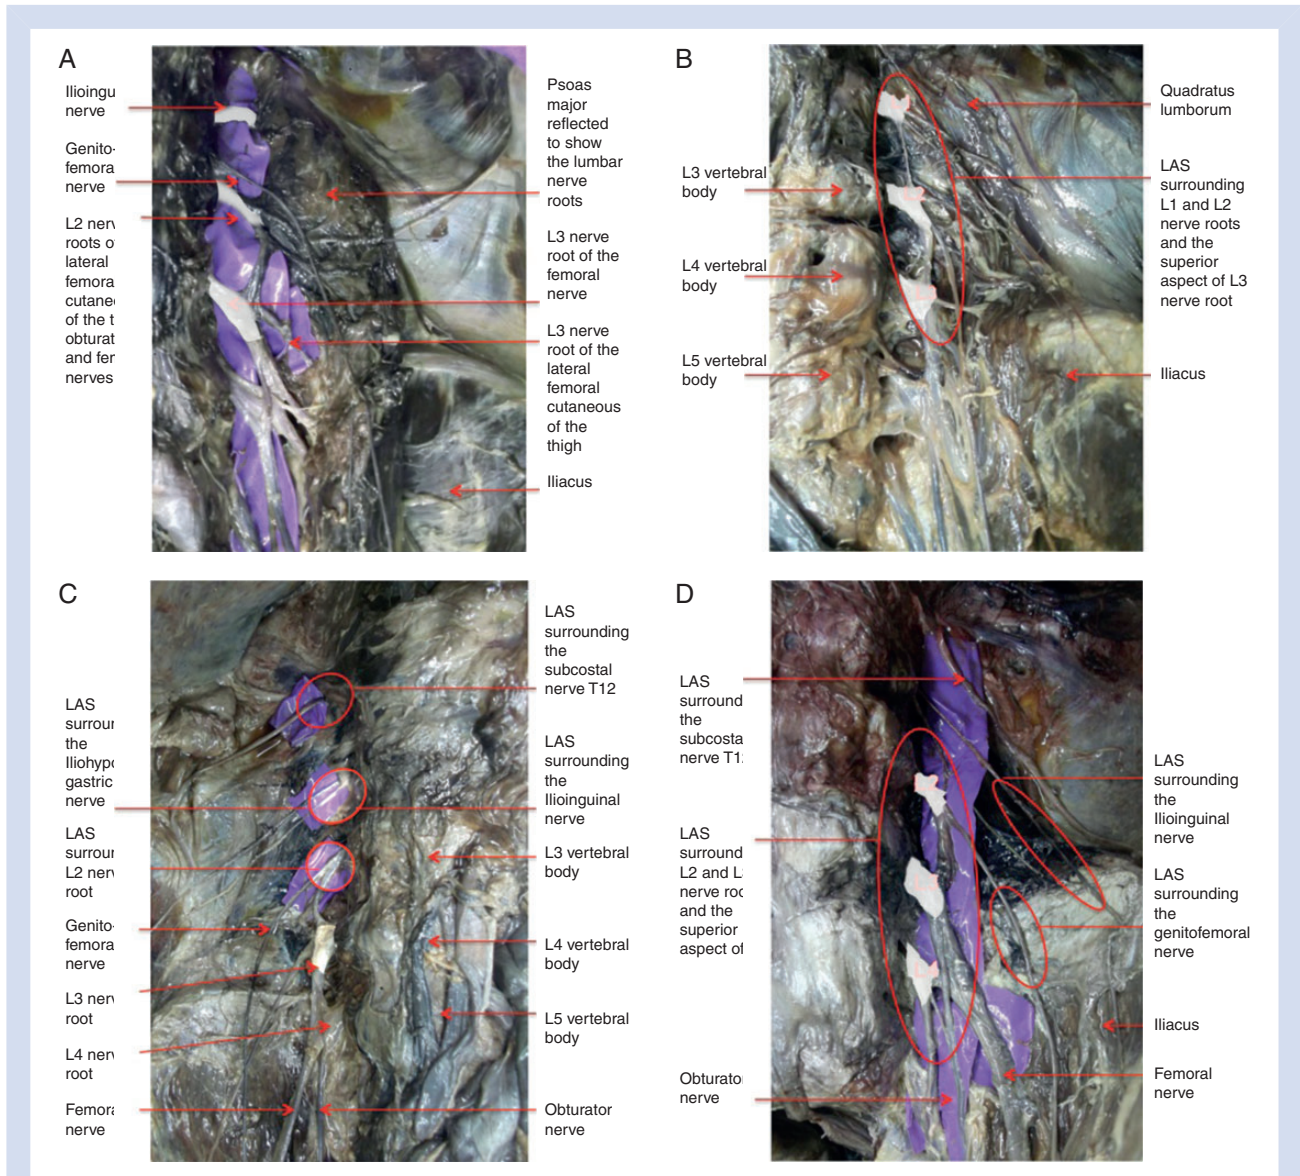 A
Ilioingu
nerve
Genito-
femora
nerve
L2 nerv
roots o
lateral
femora
cutane
of the t
obturat
and fer
nerves
Psoas
major
reflected
to show
the lumbar
nerve
roots
L3 nerve
root of the
femoral
nerve
L3 nerve
root of the
lateral
femoral
cutaneous
of the
thigh
Iliacus
B
L3 vertebral
body
L4 vertebral
body
L5 vertebral
body
Quadratus
lumborum
LAS
surrounding
L1 and L2
nerve roots
and the
superior
aspect of L3
nerve root
Iliacus
C
LAS
surrour
the
Iliohypo
gastric
nerve
LAS
surrour
L2 nerv
root
Genito-
femora
nerve
L3 nerv
root
L4 nerv
root
Femora
nerve
LAS
surrounding
the
subcostal
nerve T12
LAS
surrounding
the
Ilioinguinal
nerve
L3 vertebral
body
L4 vertebral
body
L5 vertebral
body
Obturator
nerve
D
LAS
surround
the
subcosta
nerve T1
LAS
surround
L2 and L
nerve roo
and the
superior
aspect of
Obturator
nerve
LAS
surrounding
the
Ilioinguinal
nerve
LAS
surrounding
the
genitofemoral
nerve
Iliacus
Femoral
nerve